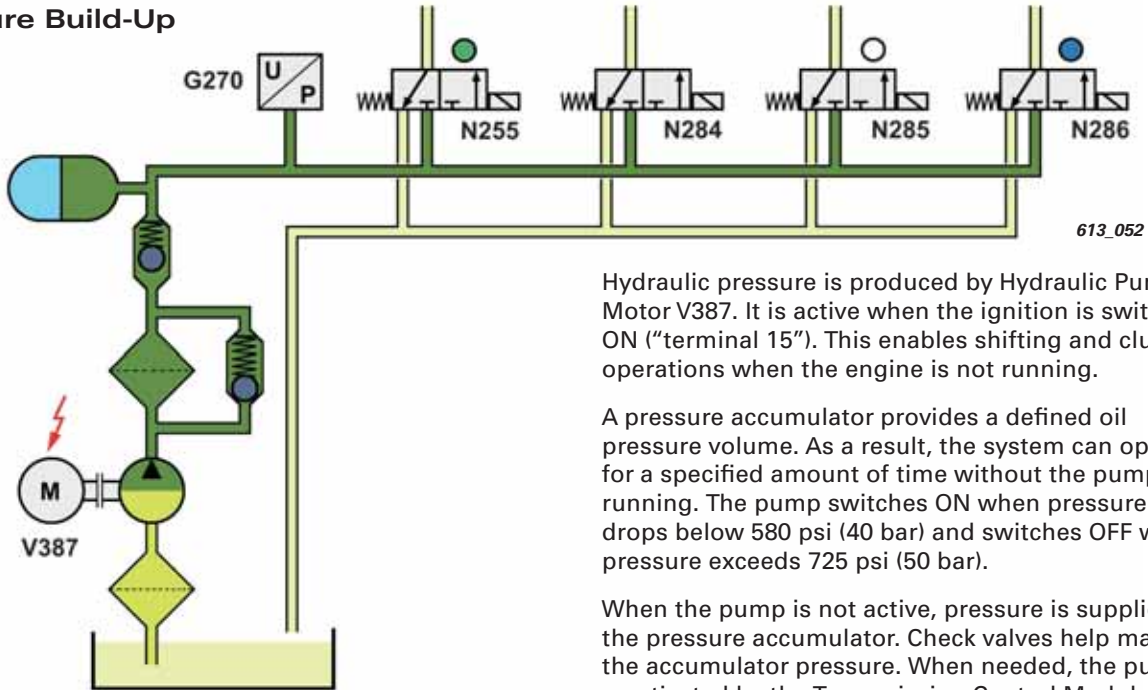 ure Build-Up
G270
U
P
N255
N284
N285
N286
613_052
Hydraulic pressure is produced by Hydraulic Pu
Motor V387. It is active when the ignition is swit
ON (“terminal 15”). This enables shifting and clu
operations when the engine is not running.
A pressure accumulator provides a defined oil
pressure volume. As a result, the system can op
for a specified amount of time without the pump
running. The pump switches ON when pressure
drops below 580 psi (40 bar) and switches OFF w
pressure exceeds 725 psi (50 bar).
When the pump is not active, pressure is suppli
the pressure accumulator. Check valves help ma
the accumulator pressure. When needed, the pu
M
V387